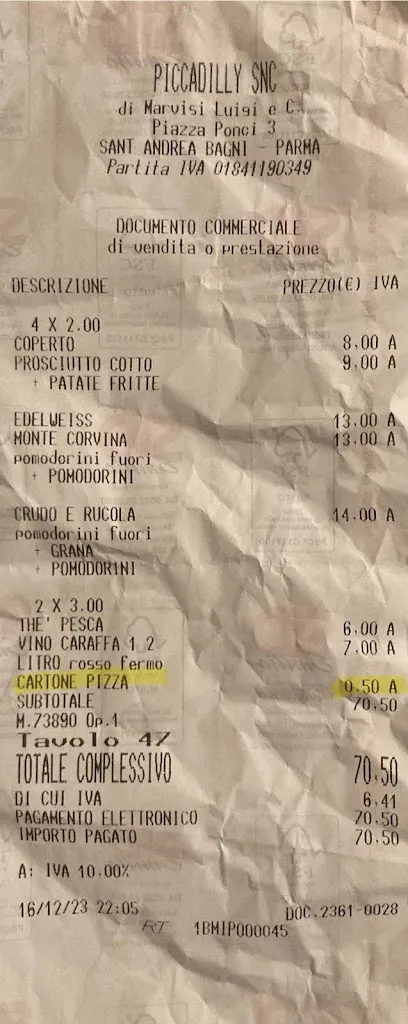 PICCADILLY SNC
di Marvisi Luigi e C.
Piazza Ponci 3
SANT ANDREA BAGNI - PARMA
Partita IVA 01841190349
DOCUMENTO COMMERCIALE
di vendita o prestazione
DESCRIZIONE PREZZO(€) IVA
4 X 2.00
COPERTO 8.00 A
PROSCIUTTO COTTO 9.00 A
+ PATATE FRITTE
EDELWEISS 13.00 A
MONTE CORVINA 13.00 A
pomodorini fuori
+ POMODORINI
CRUDO E RUCOLA 14.00 A
pomodorini fuori
+ GRANA
+ POMODORINI
2 X 3.00
THE' PESCA 6.00 A
VINO CARAFFA 1 2 7.00 A
LITRO rosso fermo
CARTONE PIZZA 0.50 A
SUBTOTALE 70.50
M.73890 Op.1
Tavolo 47
TOTALE COMPLESSIVO 70.50
DI CUI IVA 6.41
PAGAMENTO ELETTRONICO 70.50
IMPORTO PAGATO 70.50
A: IVA 10.00%
16/12/23 22:05 DOC.2361-0028
RT 1BMIP000045